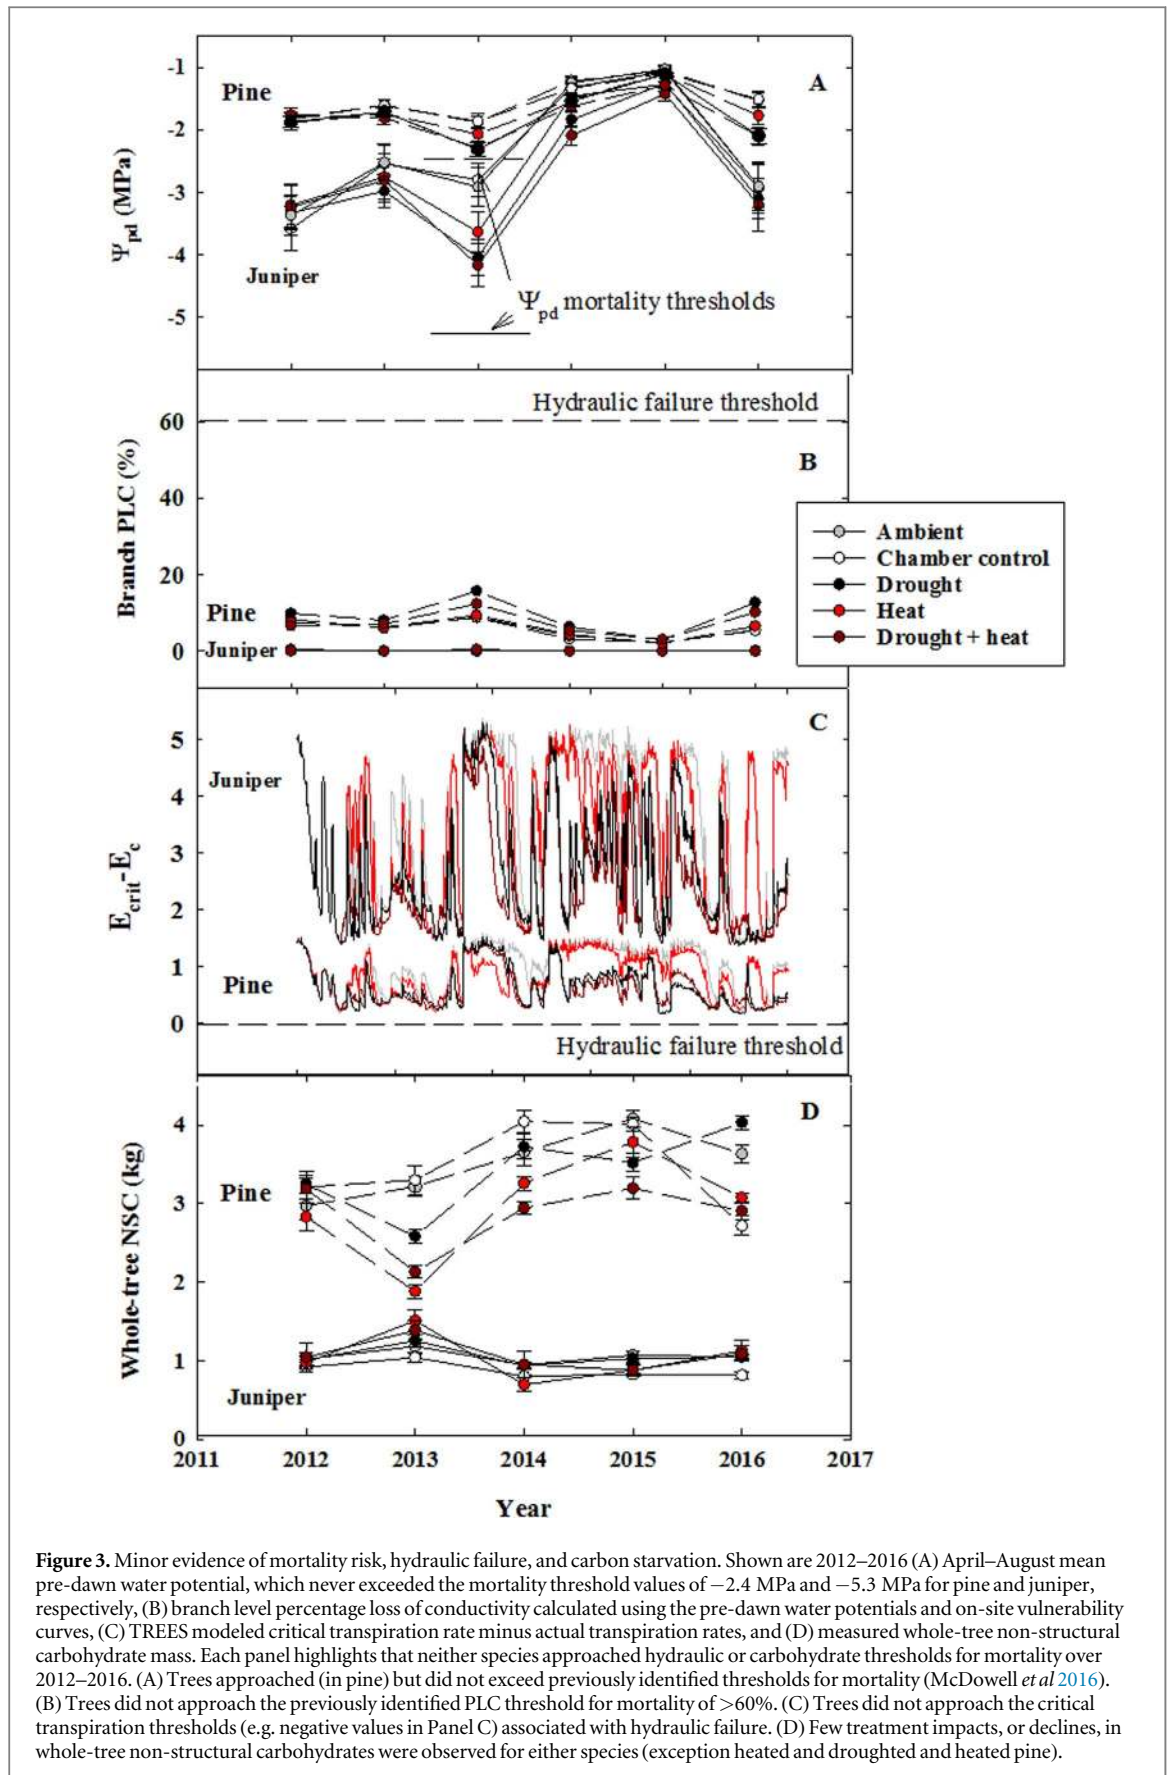 -1
A
Pine
-2
-3
Ψpd (MPa)
-4
Juniper
Ψpd mortality thresholds
-5
Hydraulic failure threshold
60
B
Branch PLC (%)
40
Ambient
Chamber control
20
Drought
Heat
Pine
Drought + heat
0
Juniper
C
5
Juniper
4
3
Ecrit-Ec
2
1
Pine
0
Hydraulic failure threshold
D
4
Pine
3
Whole-tree NSC (kg)
2
1
Juniper
0
2011 2012 2013 2014 2015 2016 2017
Year
Figure 3. Minor evidence of mortality risk, hydraulic failure, and carbon starvation. Shown are 2012–2016 (A) April–August mean
pre-dawn water potential, which never exceeded the mortality threshold values of −2.4 MPa and −5.3 MPa for pine and juniper,
respectively, (B) branch level percentage loss of conductivity calculated using the pre-dawn water potentials and on-site vulnerability
curves, (C) TREES modeled critical transpiration rate minus actual transpiration rates, and (D) measured whole-tree non-structural
carbohydrate mass. Each panel highlights that neither species approached hydraulic or carbohydrate thresholds for mortality over
2012–2016. (A) Trees approached (in pine) but did not exceed previously identified thresholds for mortality (McDowell et al 2016).
(B) Trees did not approach the previously identified PLC threshold for mortality of >60%. (C) Trees did not approach the critical
transpiration thresholds (e.g. negative values in Panel C) associated with hydraulic failure. (D) Few treatment impacts, or declines, in
whole-tree non-structural carbohydrates were observed for either species (exception heated and droughted and heated pine).